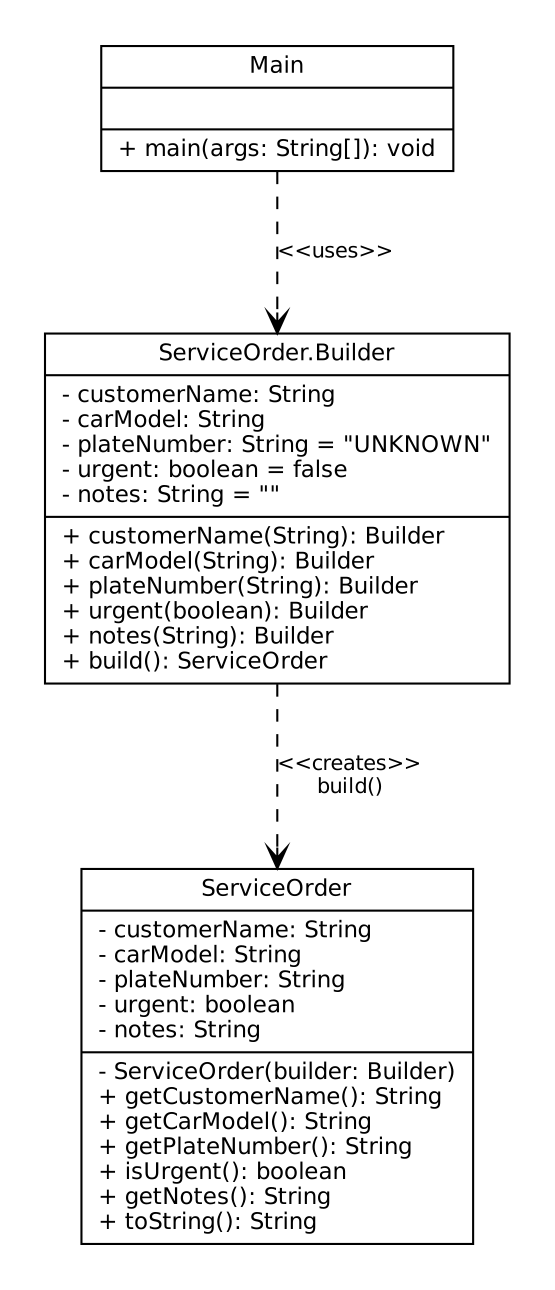 Main
+ main(args: String[]): void
<<uses>>
ServiceOrder.Builder
- customerName: String
- carModel: String
- plateNumber: String = "UNKNOWN"
- urgent: boolean = false
- notes: String = ""
+ customerName(String): Builder
+ carModel(String): Builder
+ plateNumber(String): Builder
+ urgent(boolean): Builder
+ notes(String): Builder
+ build(): ServiceOrder
<<creates>>
build()
ServiceOrder
- customerName: String
- carModel: String
- plateNumber: String
- urgent: boolean
- notes: String
- ServiceOrder(builder: Builder)
+ getCustomerName(): String
+ getCarModel(): String
+ getPlateNumber(): String
+ isUrgent(): boolean
+ getNotes(): String
+ toString(): String